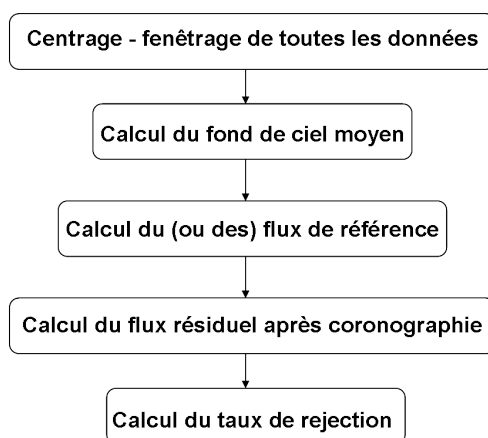 Centrage - fenêtrage de toutes les données
Calcul du fond de ciel moyen
Calcul du (ou des) flux de référence
Calcul du flux résiduel après coronographie
Calcul du taux de rejection